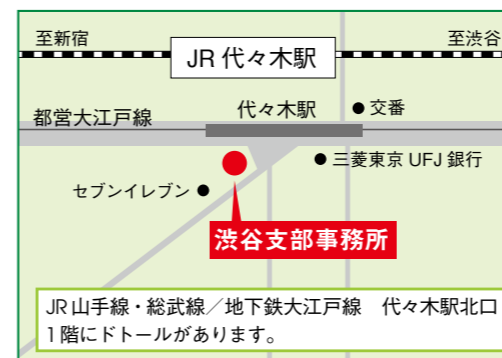 至新宿
JR 代々木駅
至渋谷
都営大江戸線
代々木駅
●交番
●三菱東京 UFJ 銀行
セブンイレブン●
渋谷支部事務所
JR山手線・総武線／地下鉄大江戸線　代々木駅北口
1階にドトールがあります。